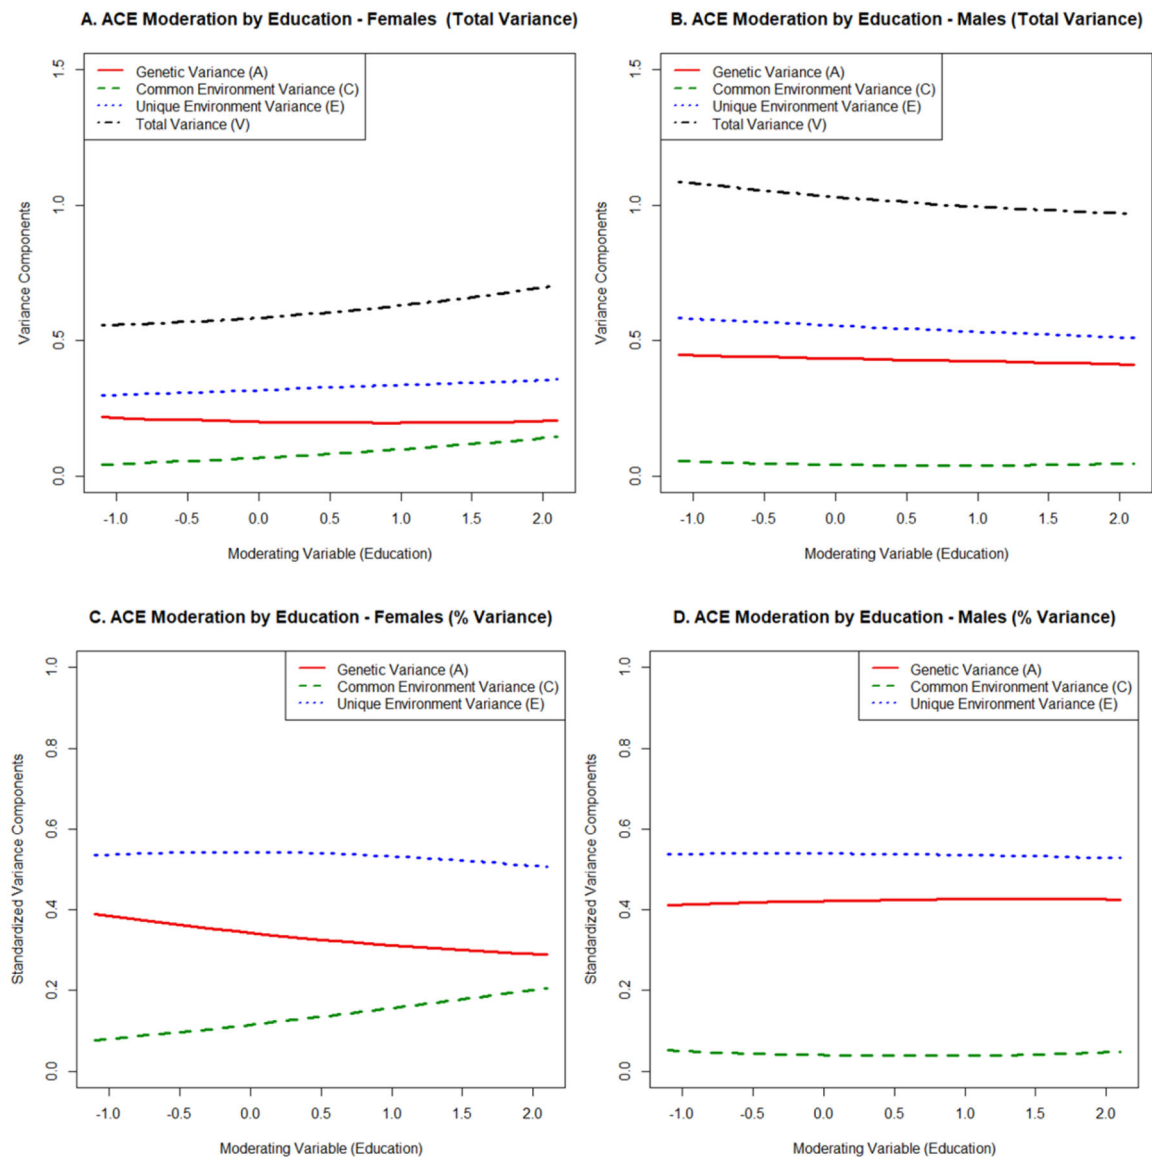 A. ACE Moderation by Education - Females (Total Variance)
Genetic Variance (A)
Common Environment Variance (C)
Unique Environment Variance (E)
Total Variance (V)
Variance Components
1.5
1.0
0.5
0.0
-1.0 -0.5 0.0 0.5 1.0 1.5 2.0
Moderating Variable (Education)
B. ACE Moderation by Education - Males (Total Variance)
Genetic Variance (A)
Common Environment Variance (C)
Unique Environment Variance (E)
Total Variance (V)
Variance Components
1.5
1.0
0.5
0.0
-1.0 -0.5 0.0 0.5 1.0 1.5 2.0
Moderating Variable (Education)
C. ACE Moderation by Education - Females (% Variance)
Genetic Variance (A)
Common Environment Variance (C)
Unique Environment Variance (E)
Standardized Variance Components
1.0
0.8
0.6
0.4
0.2
0.0
-1.0 -0.5 0.0 0.5 1.0 1.5 2.0
Moderating Variable (Education)
D. ACE Moderation by Education - Males (% Variance)
Genetic Variance (A)
Common Environment Variance (C)
Unique Environment Variance (E)
Standardized Variance Components
1.0
0.8
0.6
0.4
0.2
0.0
-1.0 -0.5 0.0 0.5 1.0 1.5 2.0
Moderating Variable (Education)